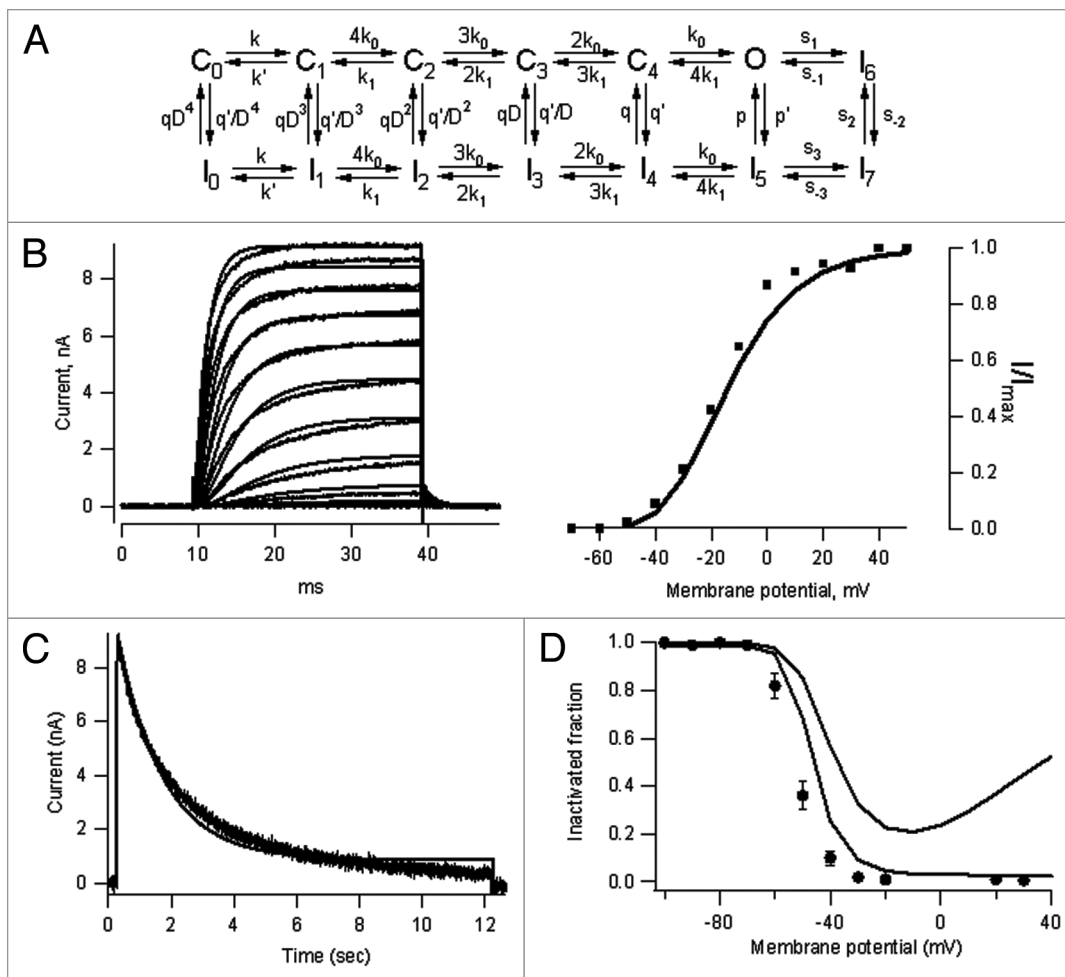 A
k 4k₀ 3k₀ 2k₀ k₀ s₁
C₀ C₁ C₂ C₃ C₄ O I₆
k' k₁ 2k₁ 3k₁ 4k₁ s₋₁
qD⁴ q'/D⁴ qD³ q'/D³ qD² q'/D² qD q'/D q q' p p' s₂ s₋₂
k 4k₀ 3k₀ 2k₀ k₀ s₃
I₀ I₁ I₂ I₃ I₄ I₅ I₇
k' k₁ 2k₁ 3k₁ 4k₁ s₋₃
B
Current, nA
8
6
4
2
0
0 10 20 30 40
ms
1.0
0.8
0.6
0.4
0.2
0.0
I/Imax
-60 -40 -20 0 20 40
Membrane potential, mV
C
Current (nA)
8
6
4
2
0
0 2 4 6 8 10 12
Time (sec)
D
Inactivated fraction
1.0
0.8
0.6
0.4
0.2
0.0
-80 -40 0 40
Membrane potential (mV)